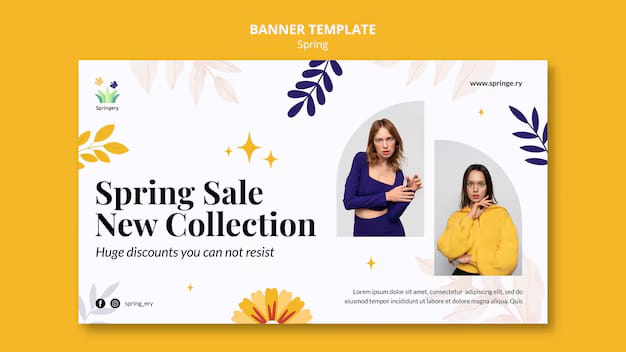 BANNER TEMPLATE
Spring
Springery
www.springe.ry
Spring Sale
New Collection
Huge discounts you can not resist
spring_ery
Lorem ipsum dolor sit amet, consectetur adipiscing elit, sed do
eiusmod tempor incididunt ut labore et dolore magna aliqua. Quis